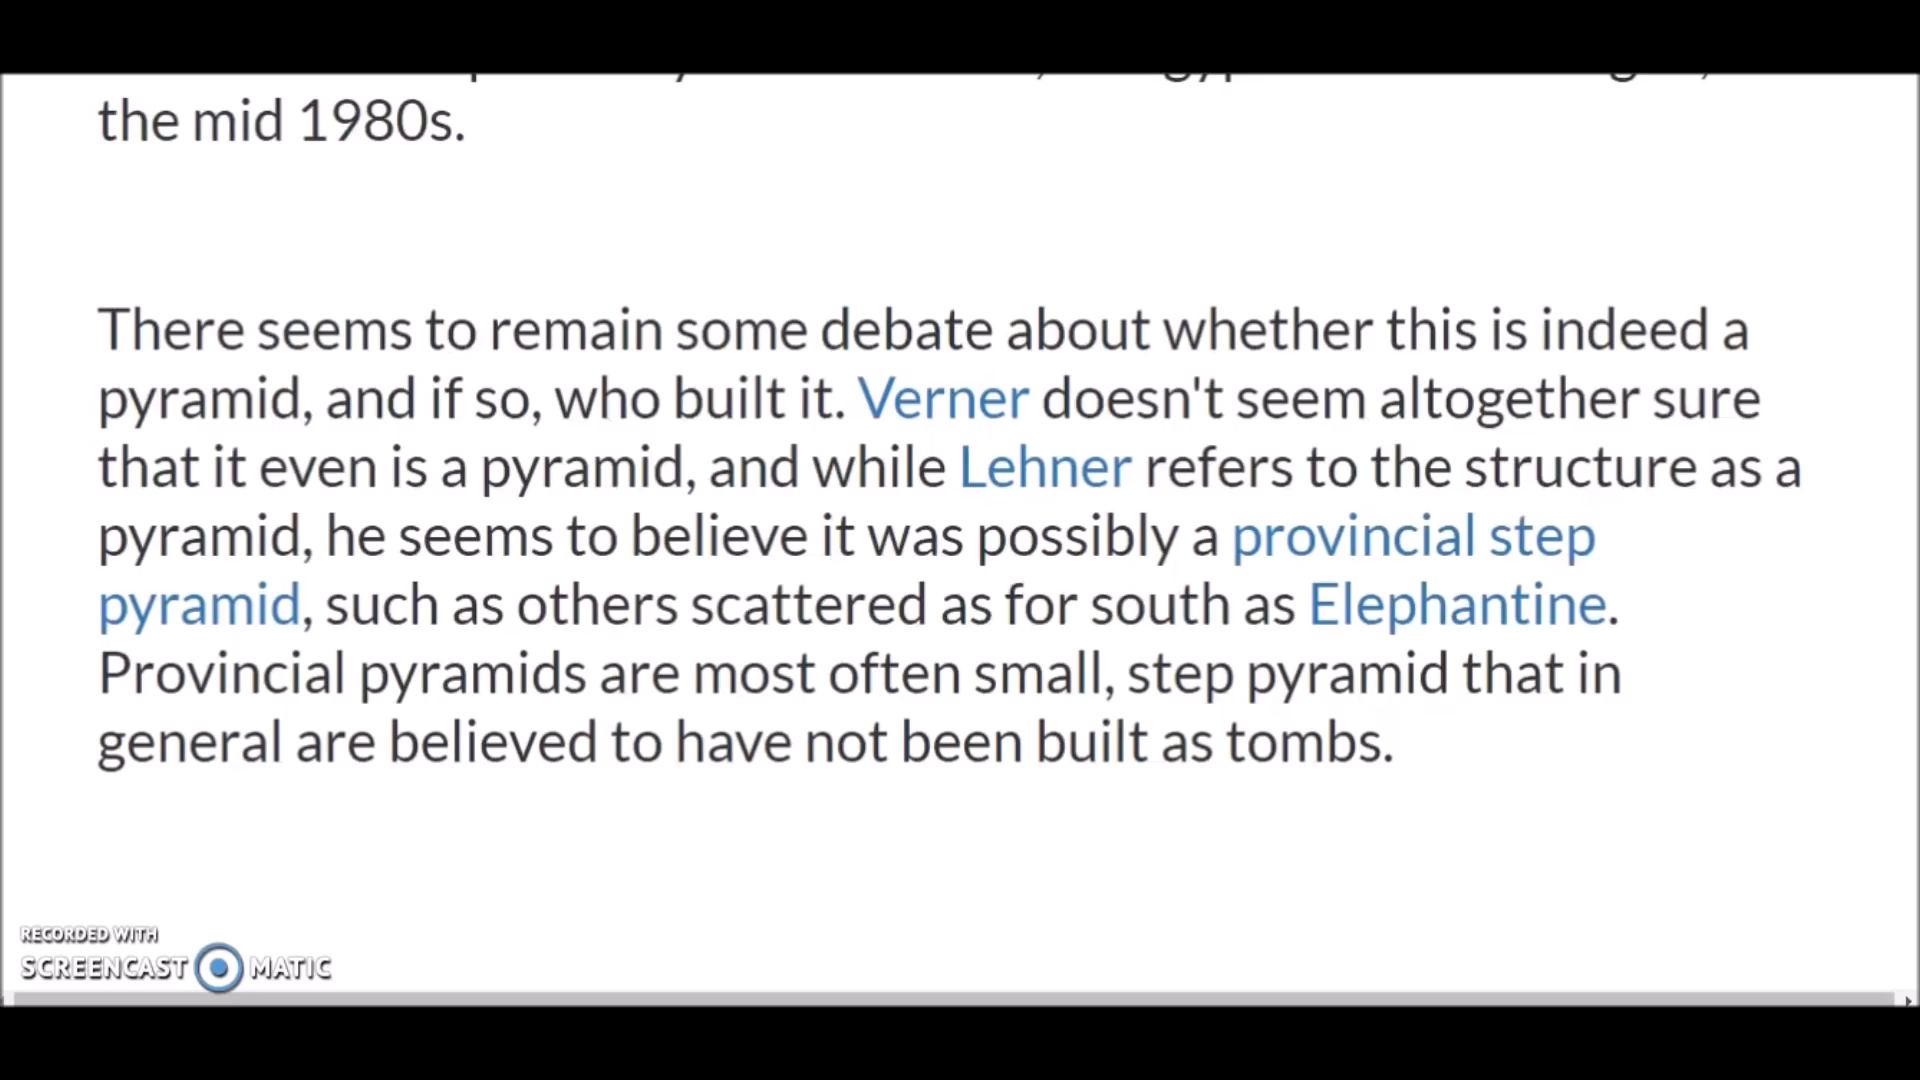 the mid 1980s.
There seems to remain some debate about whether this is indeed a
pyramid, and if so, who built it. Verner doesn't seem altogether sure
that it even is a pyramid, and while Lehner refers to the structure as a
pyramid, he seems to believe it was possibly a provincial step
pyramid, such as others scattered as for south as Elephantine.
Provincial pyramids are most often small, step pyramid that in
general are believed to have not been built as tombs.
RECORDED WITH
SCREENCAST MATIC